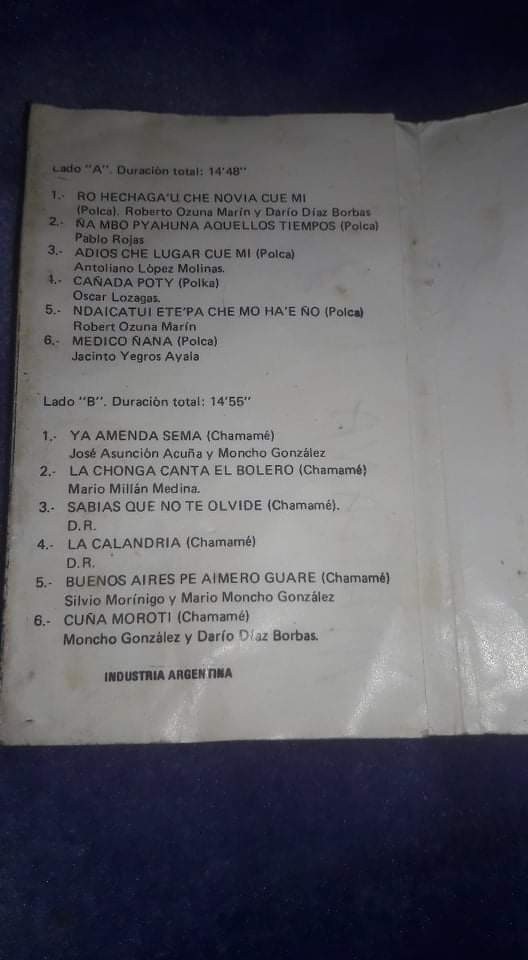 Lado "A". Duración total: 14'48"
1.- RO HECHAGA'U CHE NOVIA CUE MI
(Polca). Roberto Ozuna Marín y Darío Díaz Borbas
2.- ÑA MBO PYAHUNA AQUELLOS TIEMPOS (Polca)
Pablo Rojas
3.- ADIOS CHE LUGAR CUE MI (Polca)
Antoliano López Molinas.
4.- CAÑADA POTY (Polka)
Oscar Lozagas.
5.- NDAICATUI ETE'PA CHE MO HA'E ÑO (Polca)
Robert Ozuna Marín
6.- MEDICO ÑANA (Polca)
Jacinto Yegros Ayala
Lado "B". Duración total: 14'55"
1.- YA AMENDA SEMA (Chamamé)
José Asunción Acuña y Moncho González
2.- LA CHONGA CANTA EL BOLERO (Chamamé)
Mario Millán Medina.
3.- SABIAS QUE NO TE OLVIDE (Chamamé).
D.R.
4.- LA CALANDRIA (Chamamé)
D.R.
5.- BUENOS AIRES PE AIMERO GUARE (Chamamé)
Silvio Morínigo y Mario Moncho González
6.- CUÑA MOROTI (Chamamé)
Moncho González y Darío Díaz Borbas.
INDUSTRIA ARGENTINA